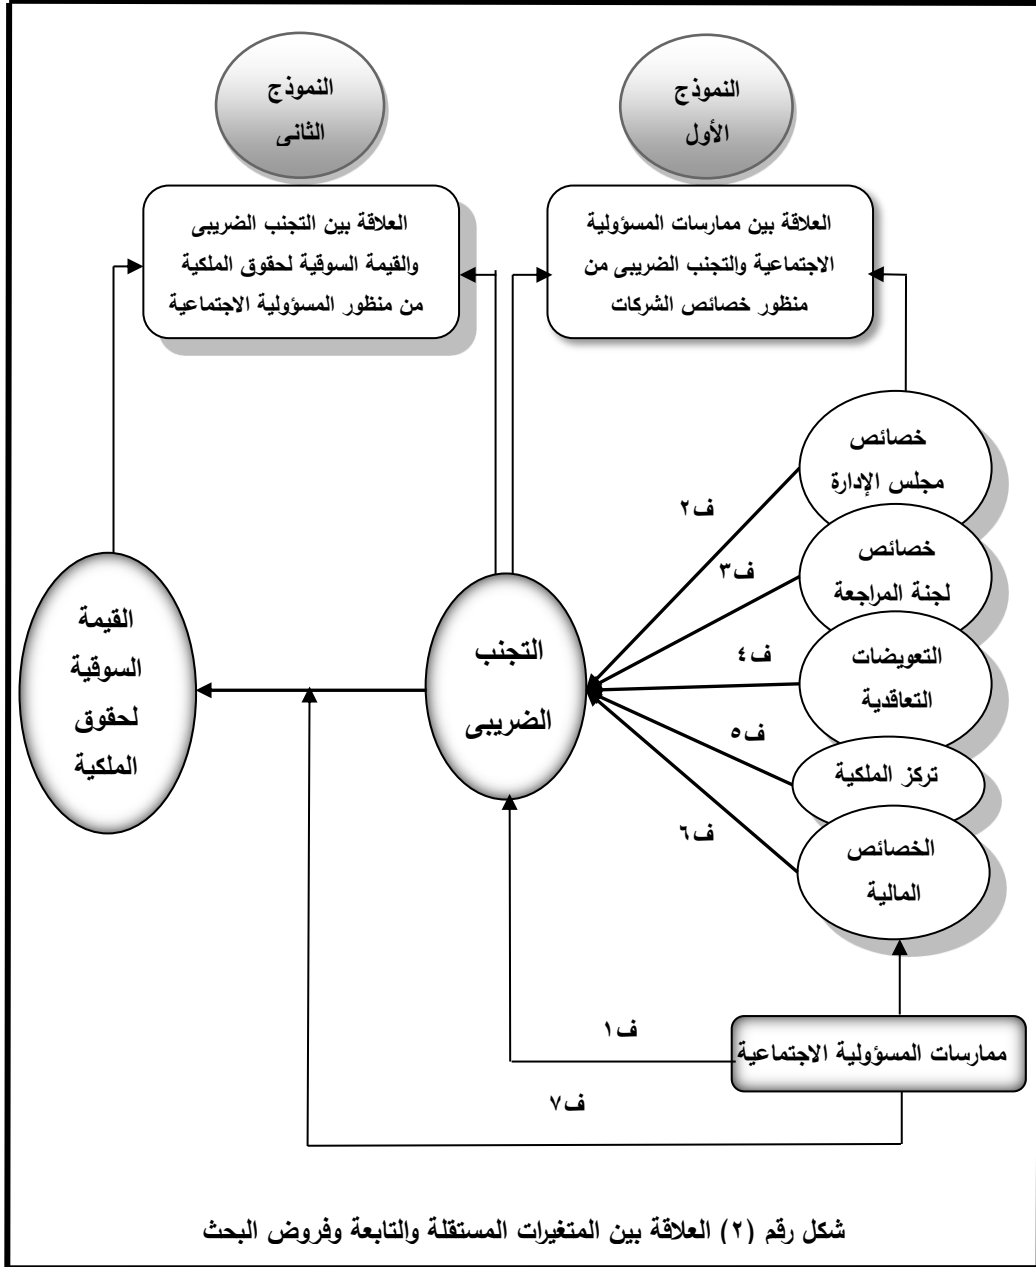 النموذج
الأول
النموذج
الثانى
العلاقة بين ممارسات المسؤولية
الاجتماعية والتجنب الضريبى من
منظور خصائص الشركات
العلاقة بين التجنب الضريبى
والقيمة السوقية لحقوق الملكية
من منظور المسؤولية الاجتماعية
خصائص
مجلس الإدارة
ف٢
خصائص
لجنة المراجعة
ف٣
التعويضات
التعاقدية
ف٤
تركز الملكية
ف٥
الخصائص
المالية
ف٦
التجنب
الضريبى
القيمة
السوقية
لحقوق
الملكية
ممارسات المسؤولية الاجتماعية
ف١
ف٧
شكل رقم (٢) العلاقة بين المتغيرات المستقلة والتابعة وفروض البحث